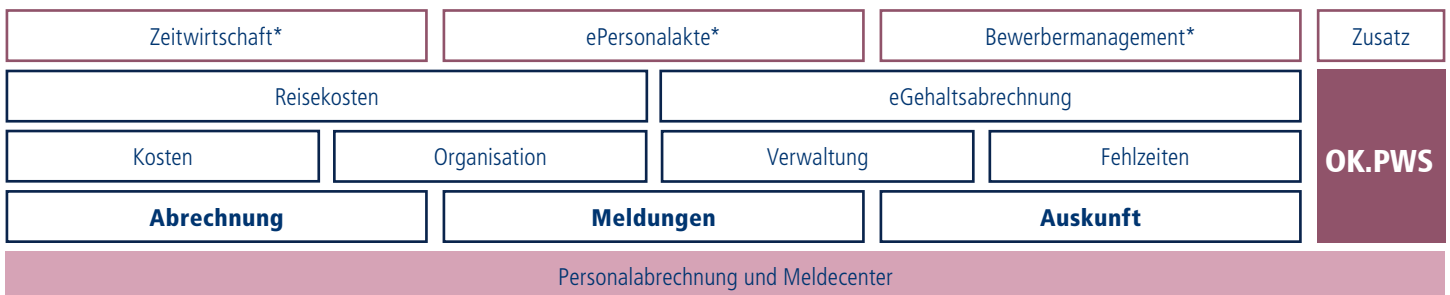 Zeitwirtschaft* ePersonalakte* Bewerbermanagement* Zusatz
Reisekosten eGehaltsabrechnung
Kosten Organisation Verwaltung Fehlzeiten OK.PWS
Abrechnung Meldungen Auskunft
Personalabrechnung und Meldecenter